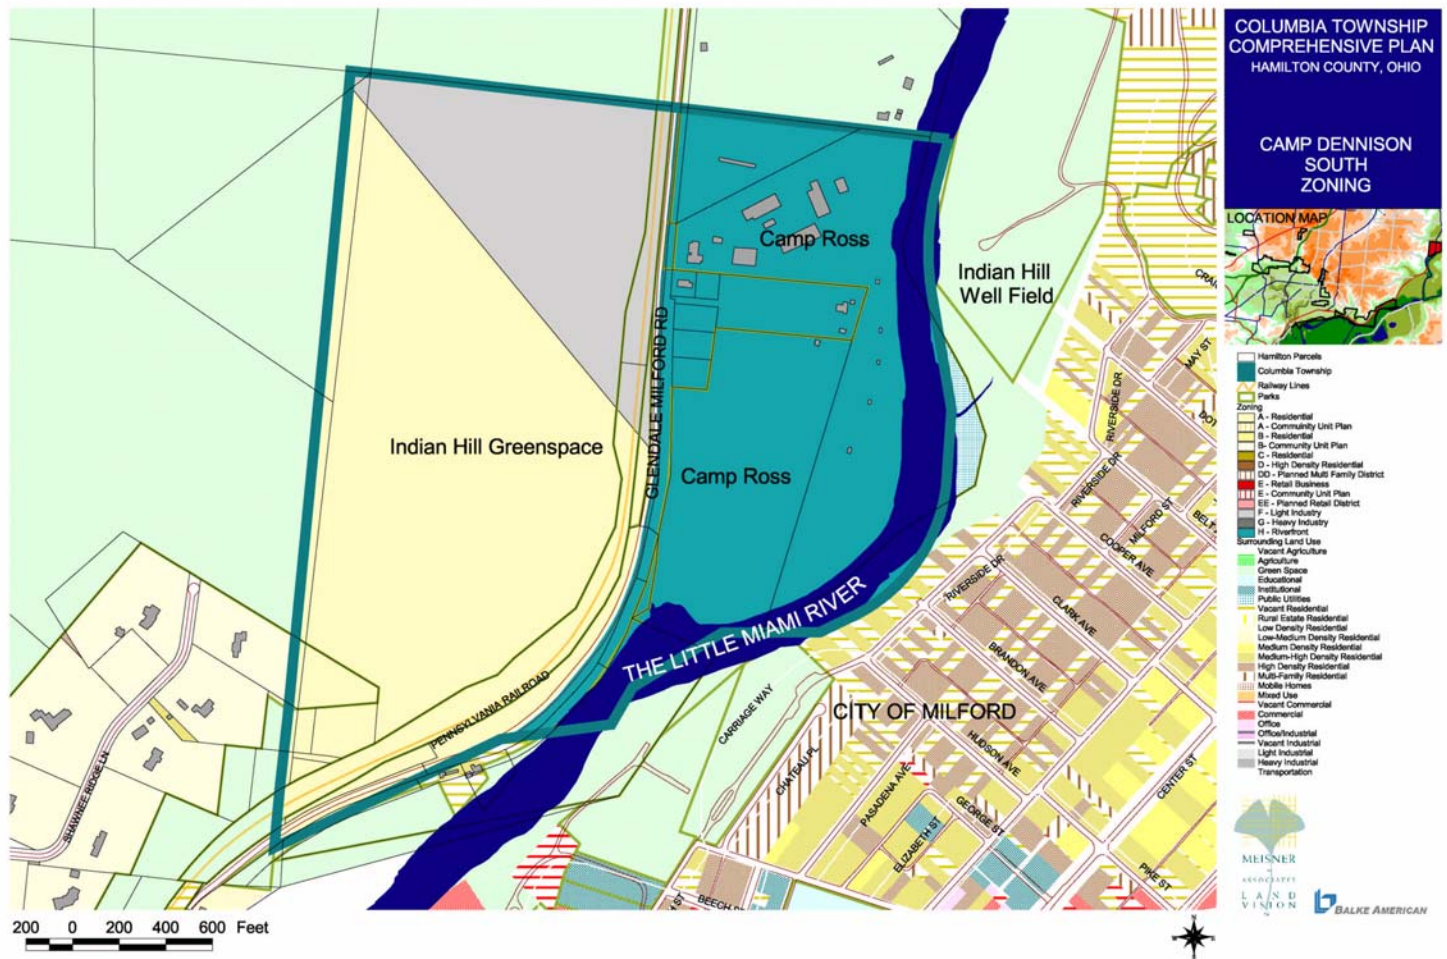 COLUMBIA TOWNSHIP
COMPREHENSIVE PLAN
HAMILTON COUNTY, OHIO
CAMP DENNISON
SOUTH
ZONING
LOCATION MAP
Hamilton Parcels
Columbia Township
Railway Lines
Parks
Zoning
A - Residential
A - Community Unit Plan
B - Residential
B- Community Unit Plan
C - Residential
D - High Density Residential
DD - Planned Multi Family District
E - Retail Business
E - Community Unit Plan
EE - Planned Retail District
F - Light Industry
G - Heavy Industry
H - Riverfront
Surrounding Land Use
Vacant Agriculture
Agriculture
Green Space
Educational
Institutional
Public Utilities
Vacant Residential
Rural Estate Residential
Low Density Residential
Low-Medium Density Residential
Medium Density Residential
Medium-High Density Residential
High Density Residential
Multi-Family Residential
Mobile Homes
Mixed Use
Vacant Commercial
Commercial
Office
Office/Industrial
Vacant Industrial
Light Industrial
Heavy Industrial
Transportation
MEISNER
ASSOCIATES
LAND
VISION
BALKE AMERICAN
Camp Ross
Indian Hill
Well Field
Indian Hill Greenspace
Camp Ross
GLENDALE MILFORD RD
THE LITTLE MIAMI RIVER
PENNSYLVANIA RAILROAD
SHAWNEE RIDGE LN
CITY OF MILFORD
CARRIAGE WAY
CHATEAU PL
RIVERSIDE DR
RIVERSIDE DR
RIVERSIDE DR
MAY ST
MILFORD ST
COOPER AVE
CLARK AVE
BRANDON AVE
HUDSON AVE
PASADENA AVE
GEORGE ST
ELIZABETH ST
CENTER ST
PIKE ST
BEECH
200 0 200 400 600 Feet